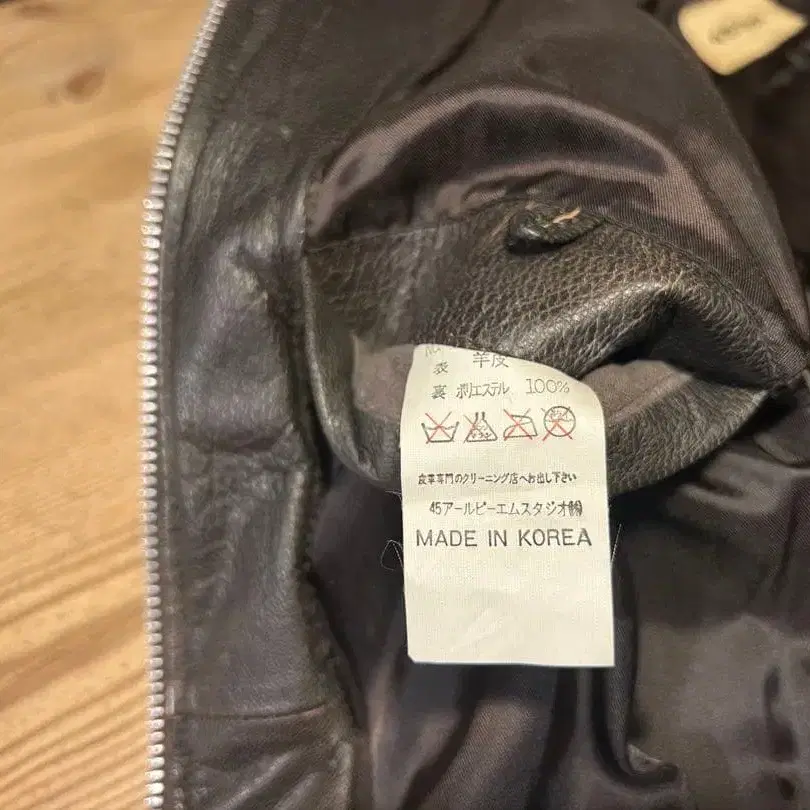 表 羊皮
裏 ポリエステル 100%
皮革専門のクリーニング店へお出し下さい
45アールピーエムスタジオ㈱
MADE IN KOREA